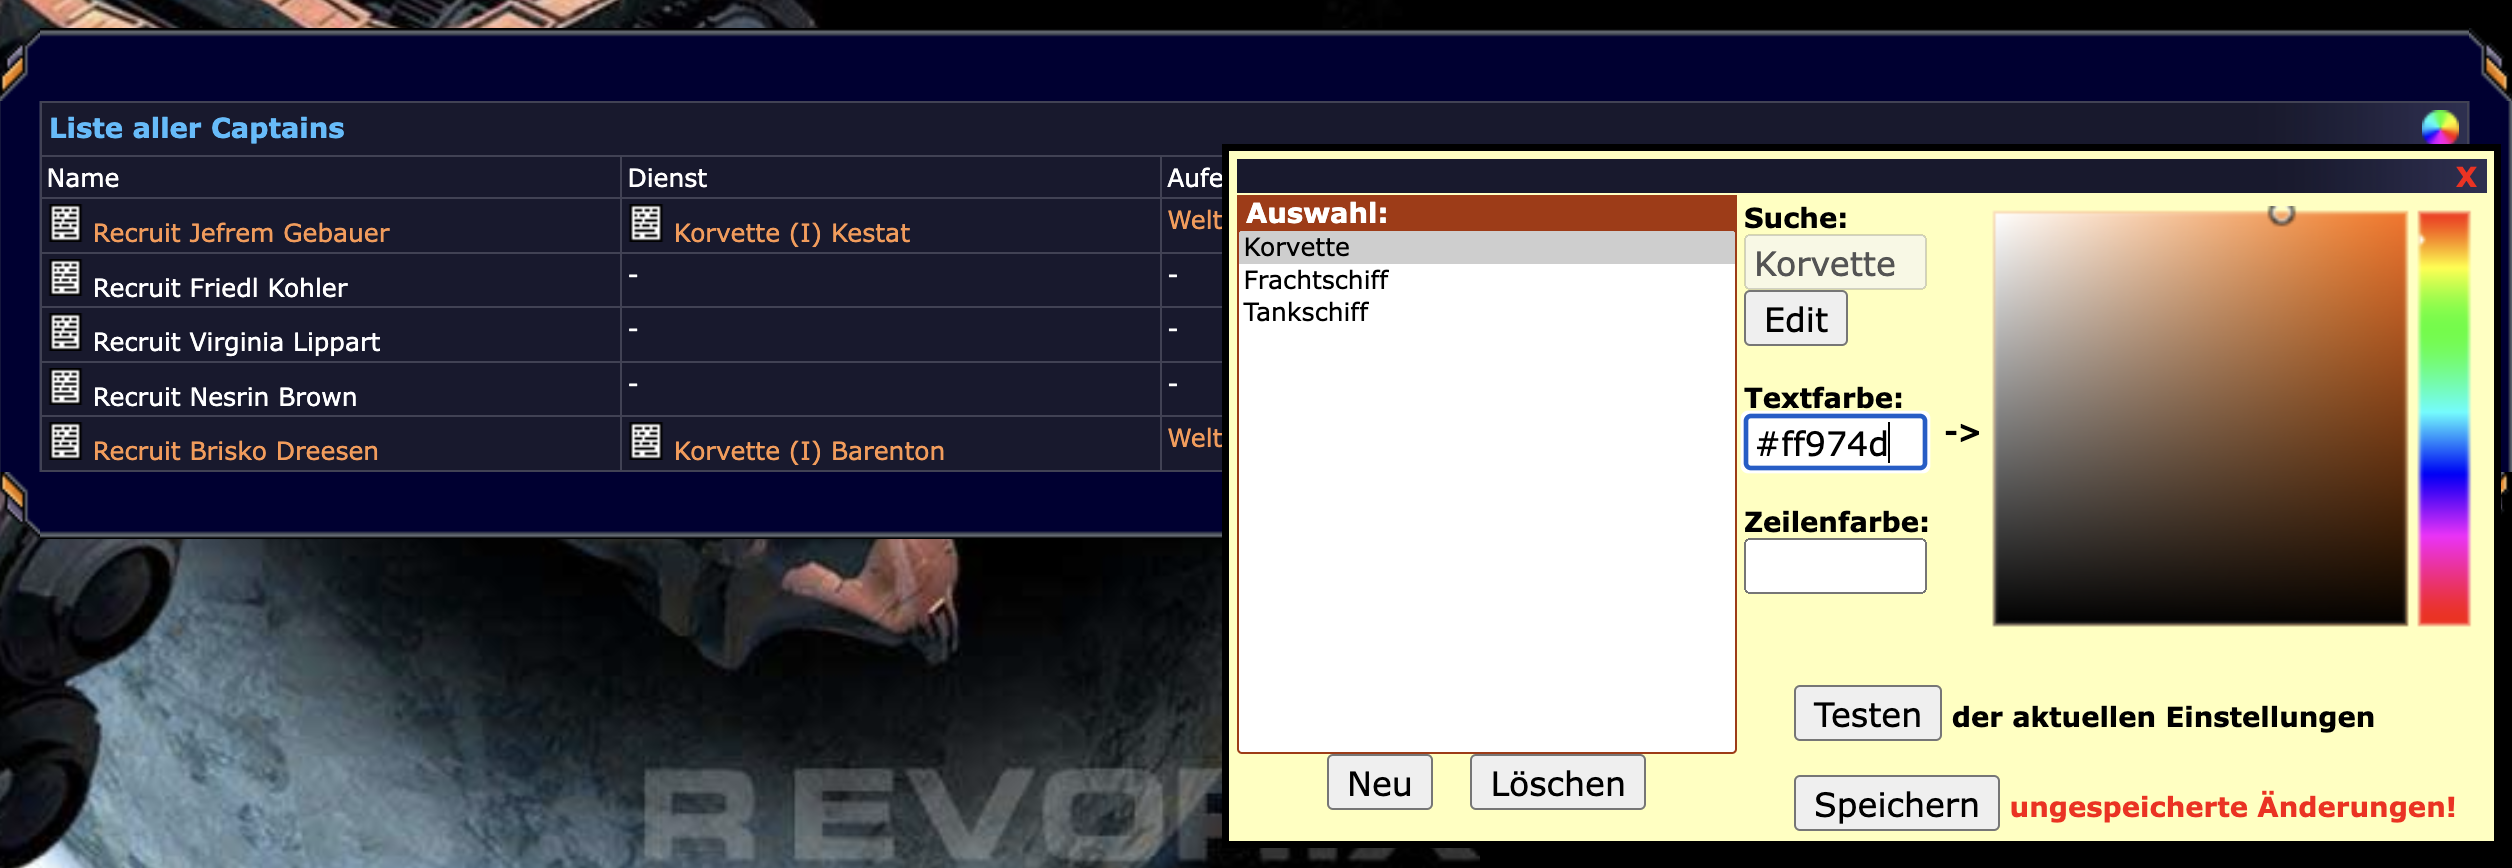 Liste aller Captains
Name Dienst Aufe
Recruit Jefrem Gebauer Korvette (I) Kestat Welt
Recruit Friedl Kohler - -
Recruit Virginia Lippart - -
Recruit Nesrin Brown - -
Recruit Brisko Dreesen Korvette (I) Barenton Welt
X
Auswahl:
Korvette
Frachtschiff
Tankschiff
Neu Löschen
Suche:
Korvette
Edit
Textfarbe:
#ff974d ->
Zeilenfarbe:
Testen der aktuellen Einstellungen
Speichern ungespeicherte Änderungen!